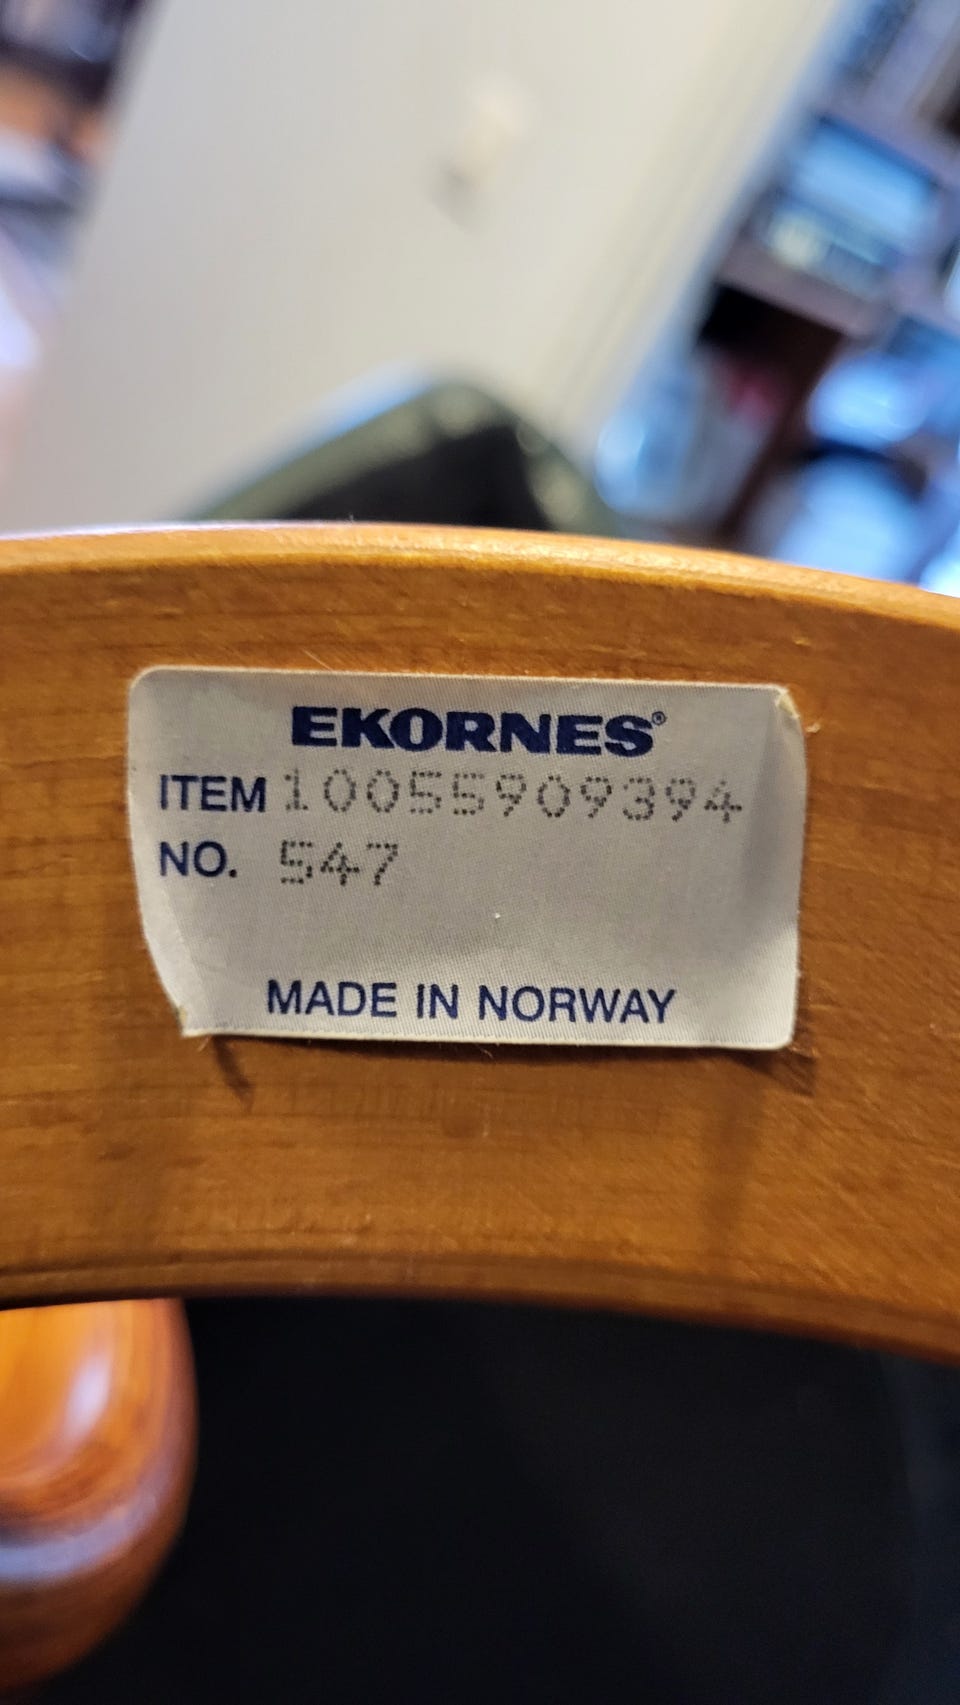 EKORNES®
ITEM 10055909394
NO. 547
MADE IN NORWAY